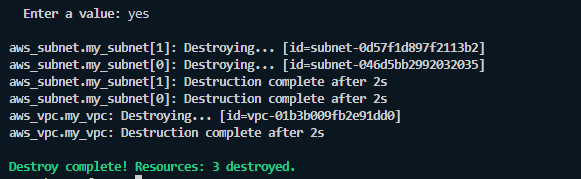 Enter a value: yes
aws_subnet.my_subnet[1]: Destroying... [id=subnet-0d57f1d897f2113b2]
aws_subnet.my_subnet[0]: Destroying... [id=subnet-046d5bb2992032035]
aws_subnet.my_subnet[1]: Destruction complete after 2s
aws_subnet.my_subnet[0]: Destruction complete after 2s
aws_vpc.my_vpc: Destroying... [id=vpc-01b3b009fb2e91dd0]
aws_vpc.my_vpc: Destruction complete after 2s
Destroy complete! Resources: 3 destroyed.